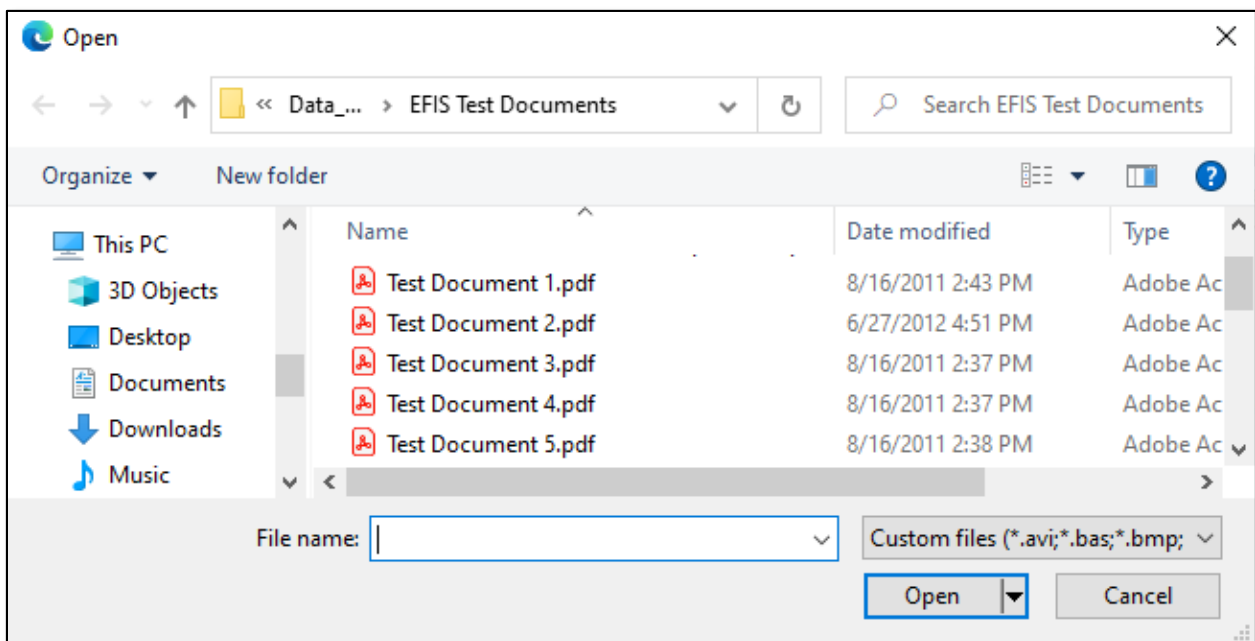 Open
« Data_... > EFIS Test Documents
Search EFIS Test Documents
Organize
New folder
This PC
3D Objects
Desktop
Documents
Downloads
Music
Name Date modified Type
Test Document 1.pdf 8/16/2011 2:43 PM Adobe Ac
Test Document 2.pdf 6/27/2012 4:51 PM Adobe Ac
Test Document 3.pdf 8/16/2011 2:37 PM Adobe Ac
Test Document 4.pdf 8/16/2011 2:37 PM Adobe Ac
Test Document 5.pdf 8/16/2011 2:38 PM Adobe Ac
File name:
Custom files (*.avi;*.bas;*.bmp;
Open
Cancel